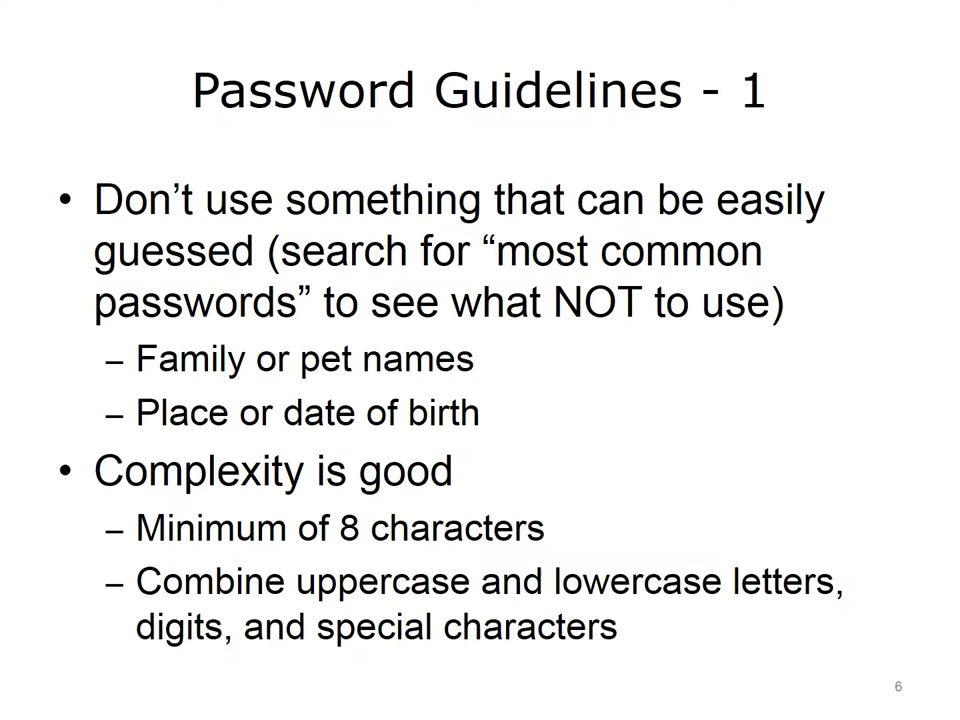 Password Guidelines - 1
• Don’t use something that can be easily
guessed (search for “most common
passwords” to see what NOT to use)
– Family or pet names
– Place or date of birth
• Complexity is good
– Minimum of 8 characters
– Combine uppercase and lowercase letters,
digits, and special characters
6